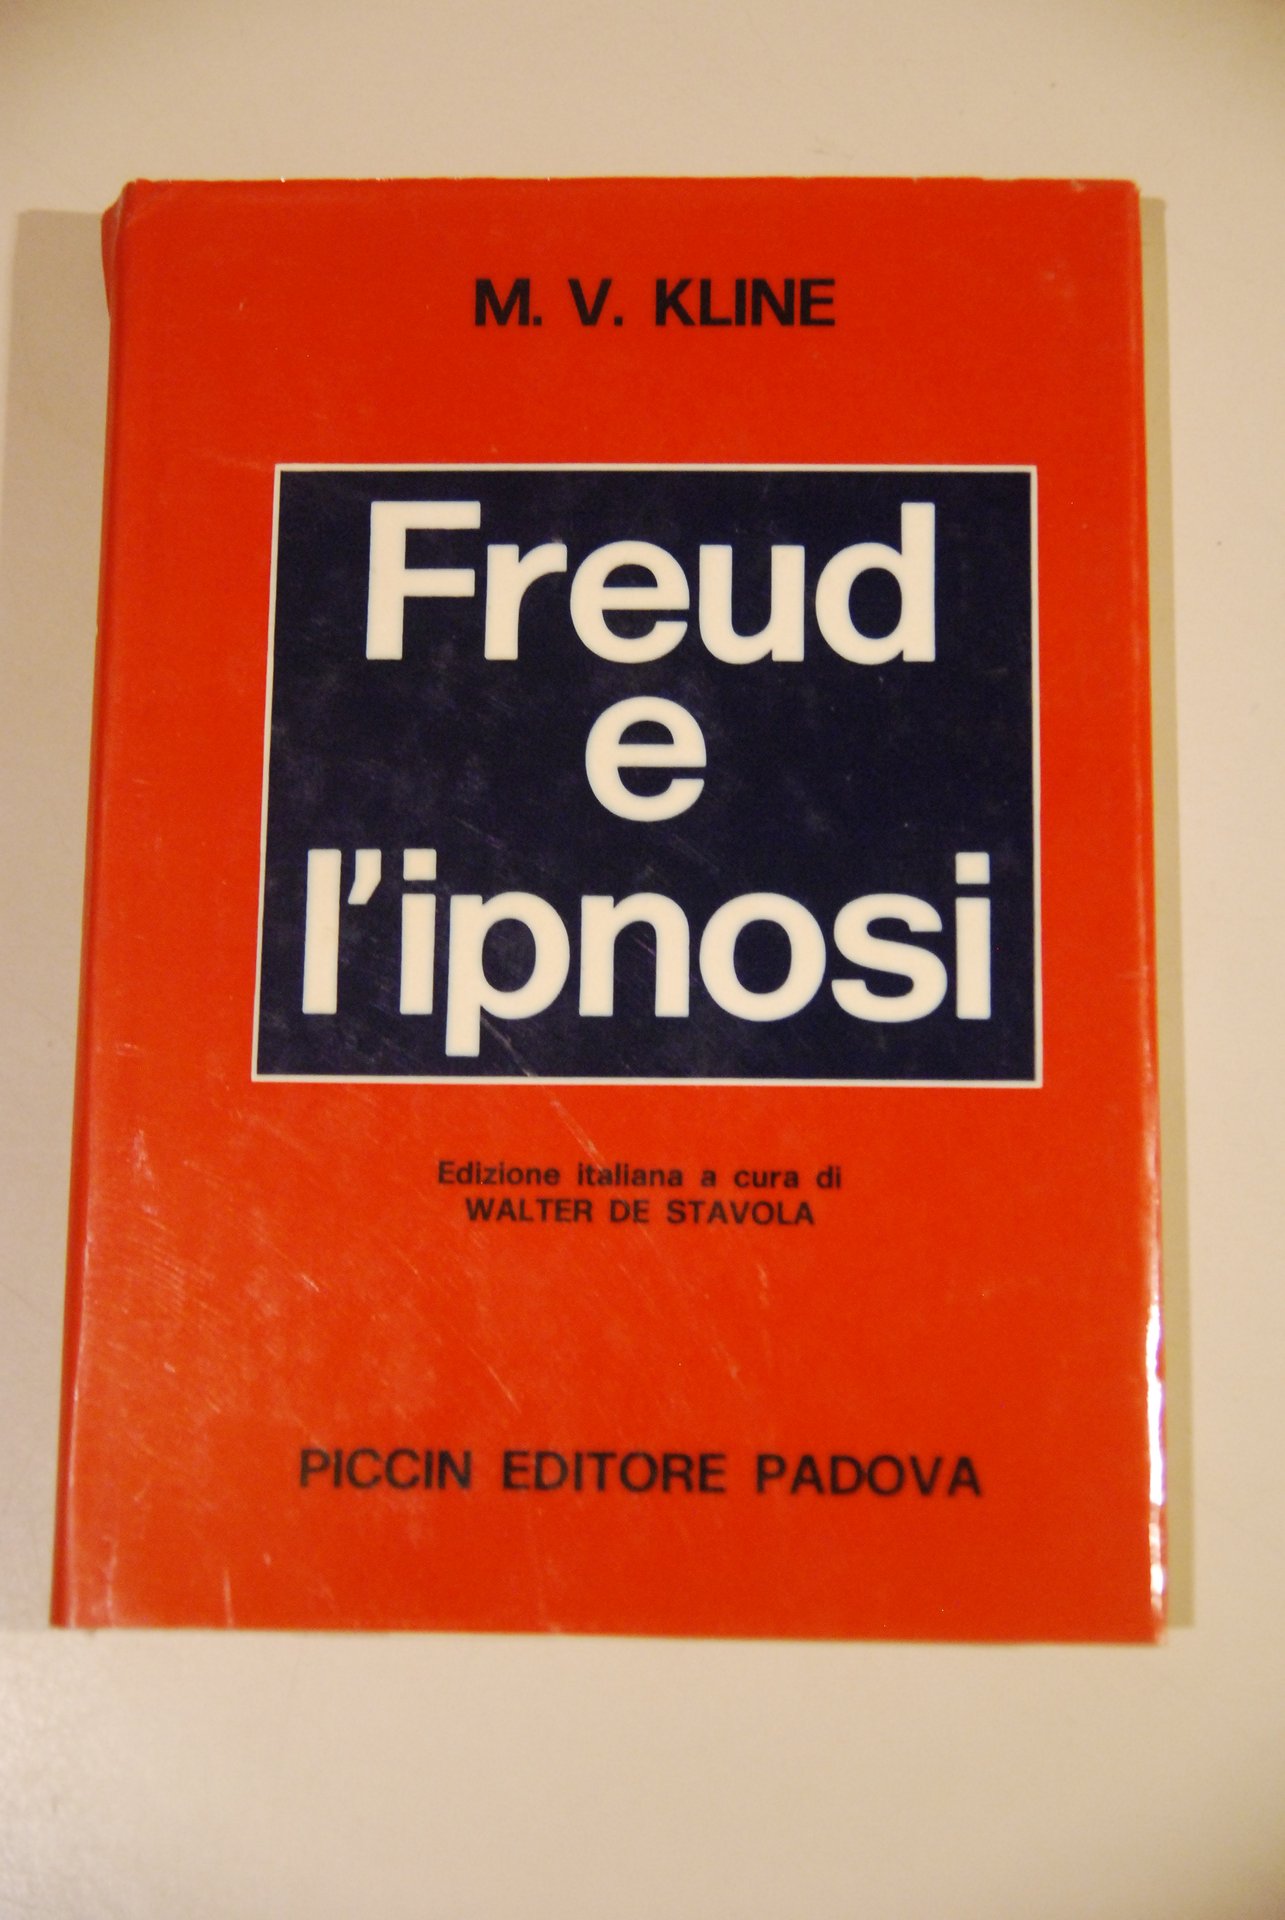 M. V. KLINE
Freud
e
l'ipnosi
Edizione italiana a cura di
WALTER DE STAVOLA
PICCIN EDITORE PADOVA